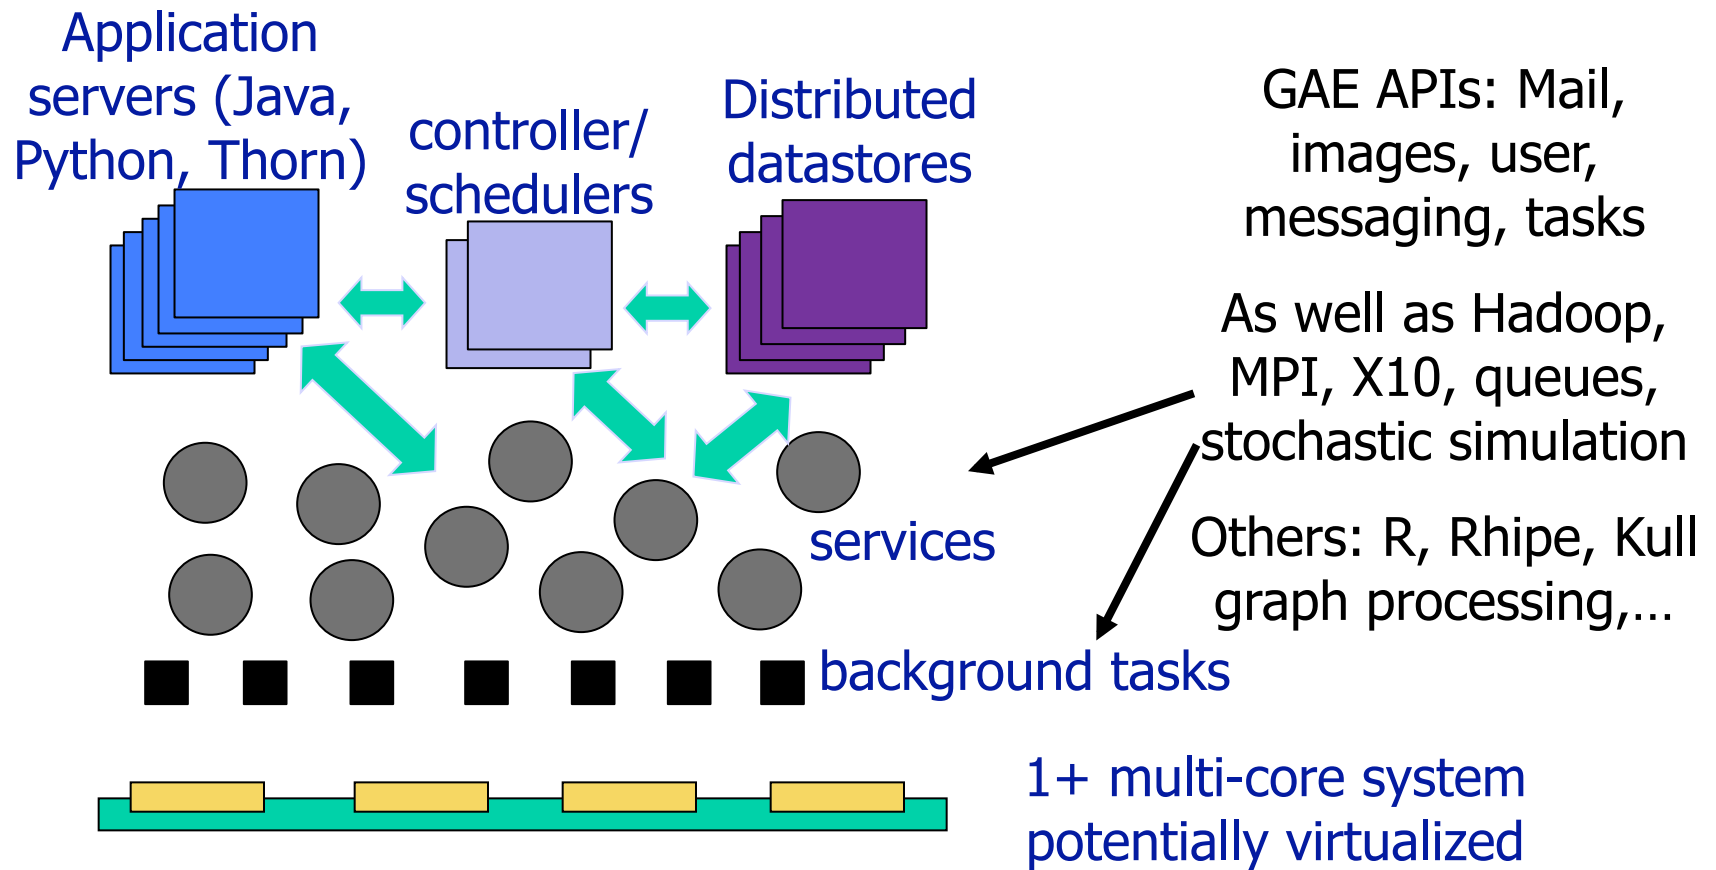 Application
servers (Java,
Python, Thorn)
controller/
schedulers
Distributed
datastores
GAE APIs: Mail,
images, user,
messaging, tasks
As well as Hadoop,
MPI, X10, queues,
stochastic simulation
Others: R, Rhipe, Kull
graph processing,...
services
background tasks
1+ multi-core system
potentially virtualized